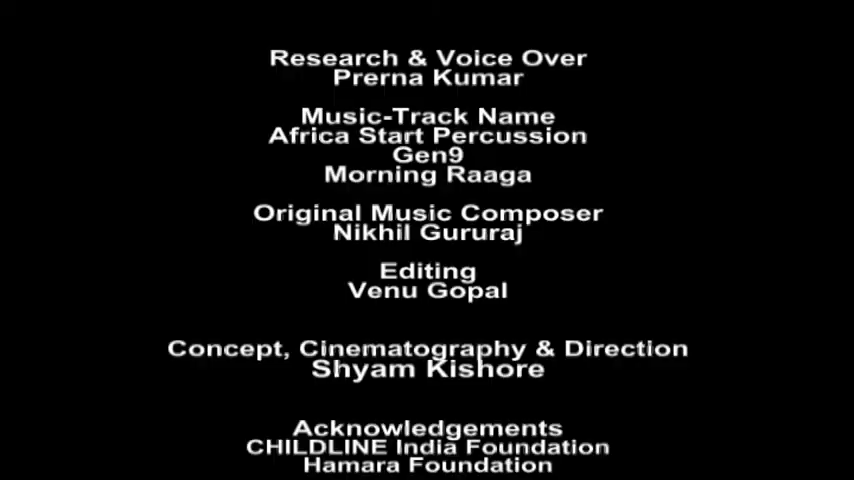 Research & Voice Over
Prerna Kumar
Music-Track Name
Africa Start Percussion
Gen9
Morning Raaga
Original Music Composer
Nikhil Gururaj
Editing
Venu Gopal
Concept, Cinematography & Direction
Shyam Kishore
Acknowledgements
CHILDLINE India Foundation
Hamara Foundation